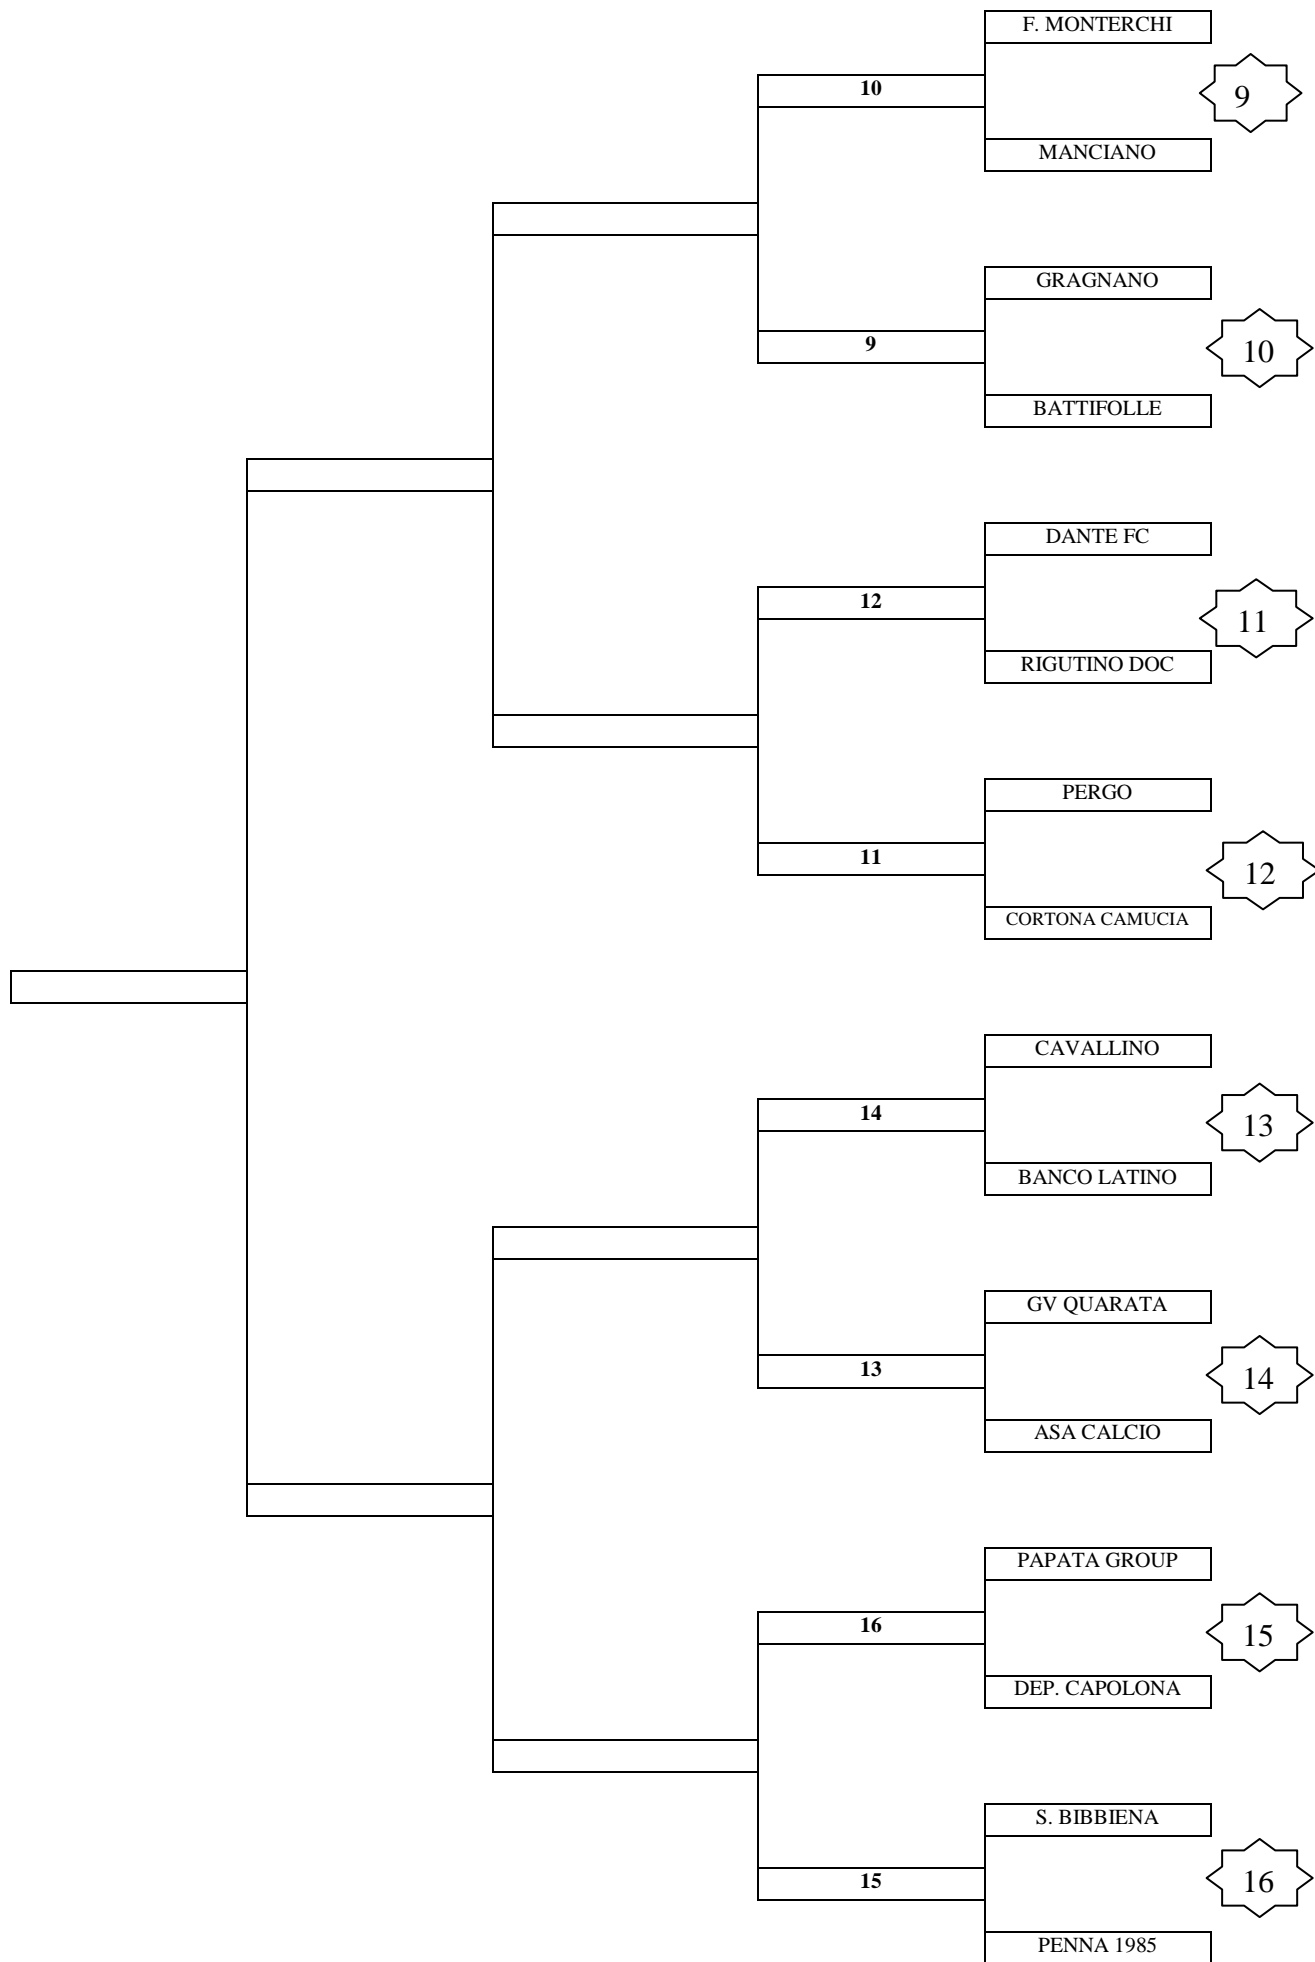 F. MONTERCHI
10
9
MANCIANO
GRAGNANO
9
10
BATTIFOLLE
DANTE FC
12
11
RIGUTINO DOC
PERGO
11
12
CORTONA CAMUCIA
CAVALLINO
14
13
BANCO LATINO
GV QUARATA
13
14
ASA CALCIO
PAPATA GROUP
16
15
DEP. CAPOLONA
S. BIBBIENA
15
16
PENNA 1985